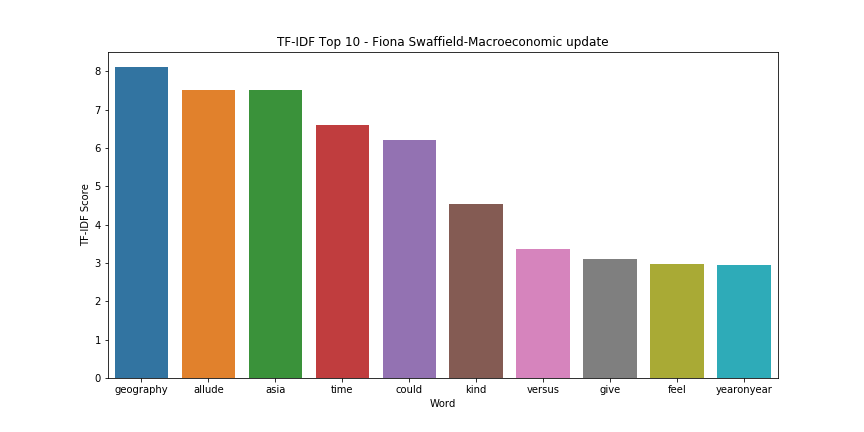 TF-IDF Top 10 - Fiona Swaffield-Macroeconomic update
8
7
6
5
4
3
2
1
0
TF-IDF Score
geography allude asia time could kind versus give feel yearonyear
Word